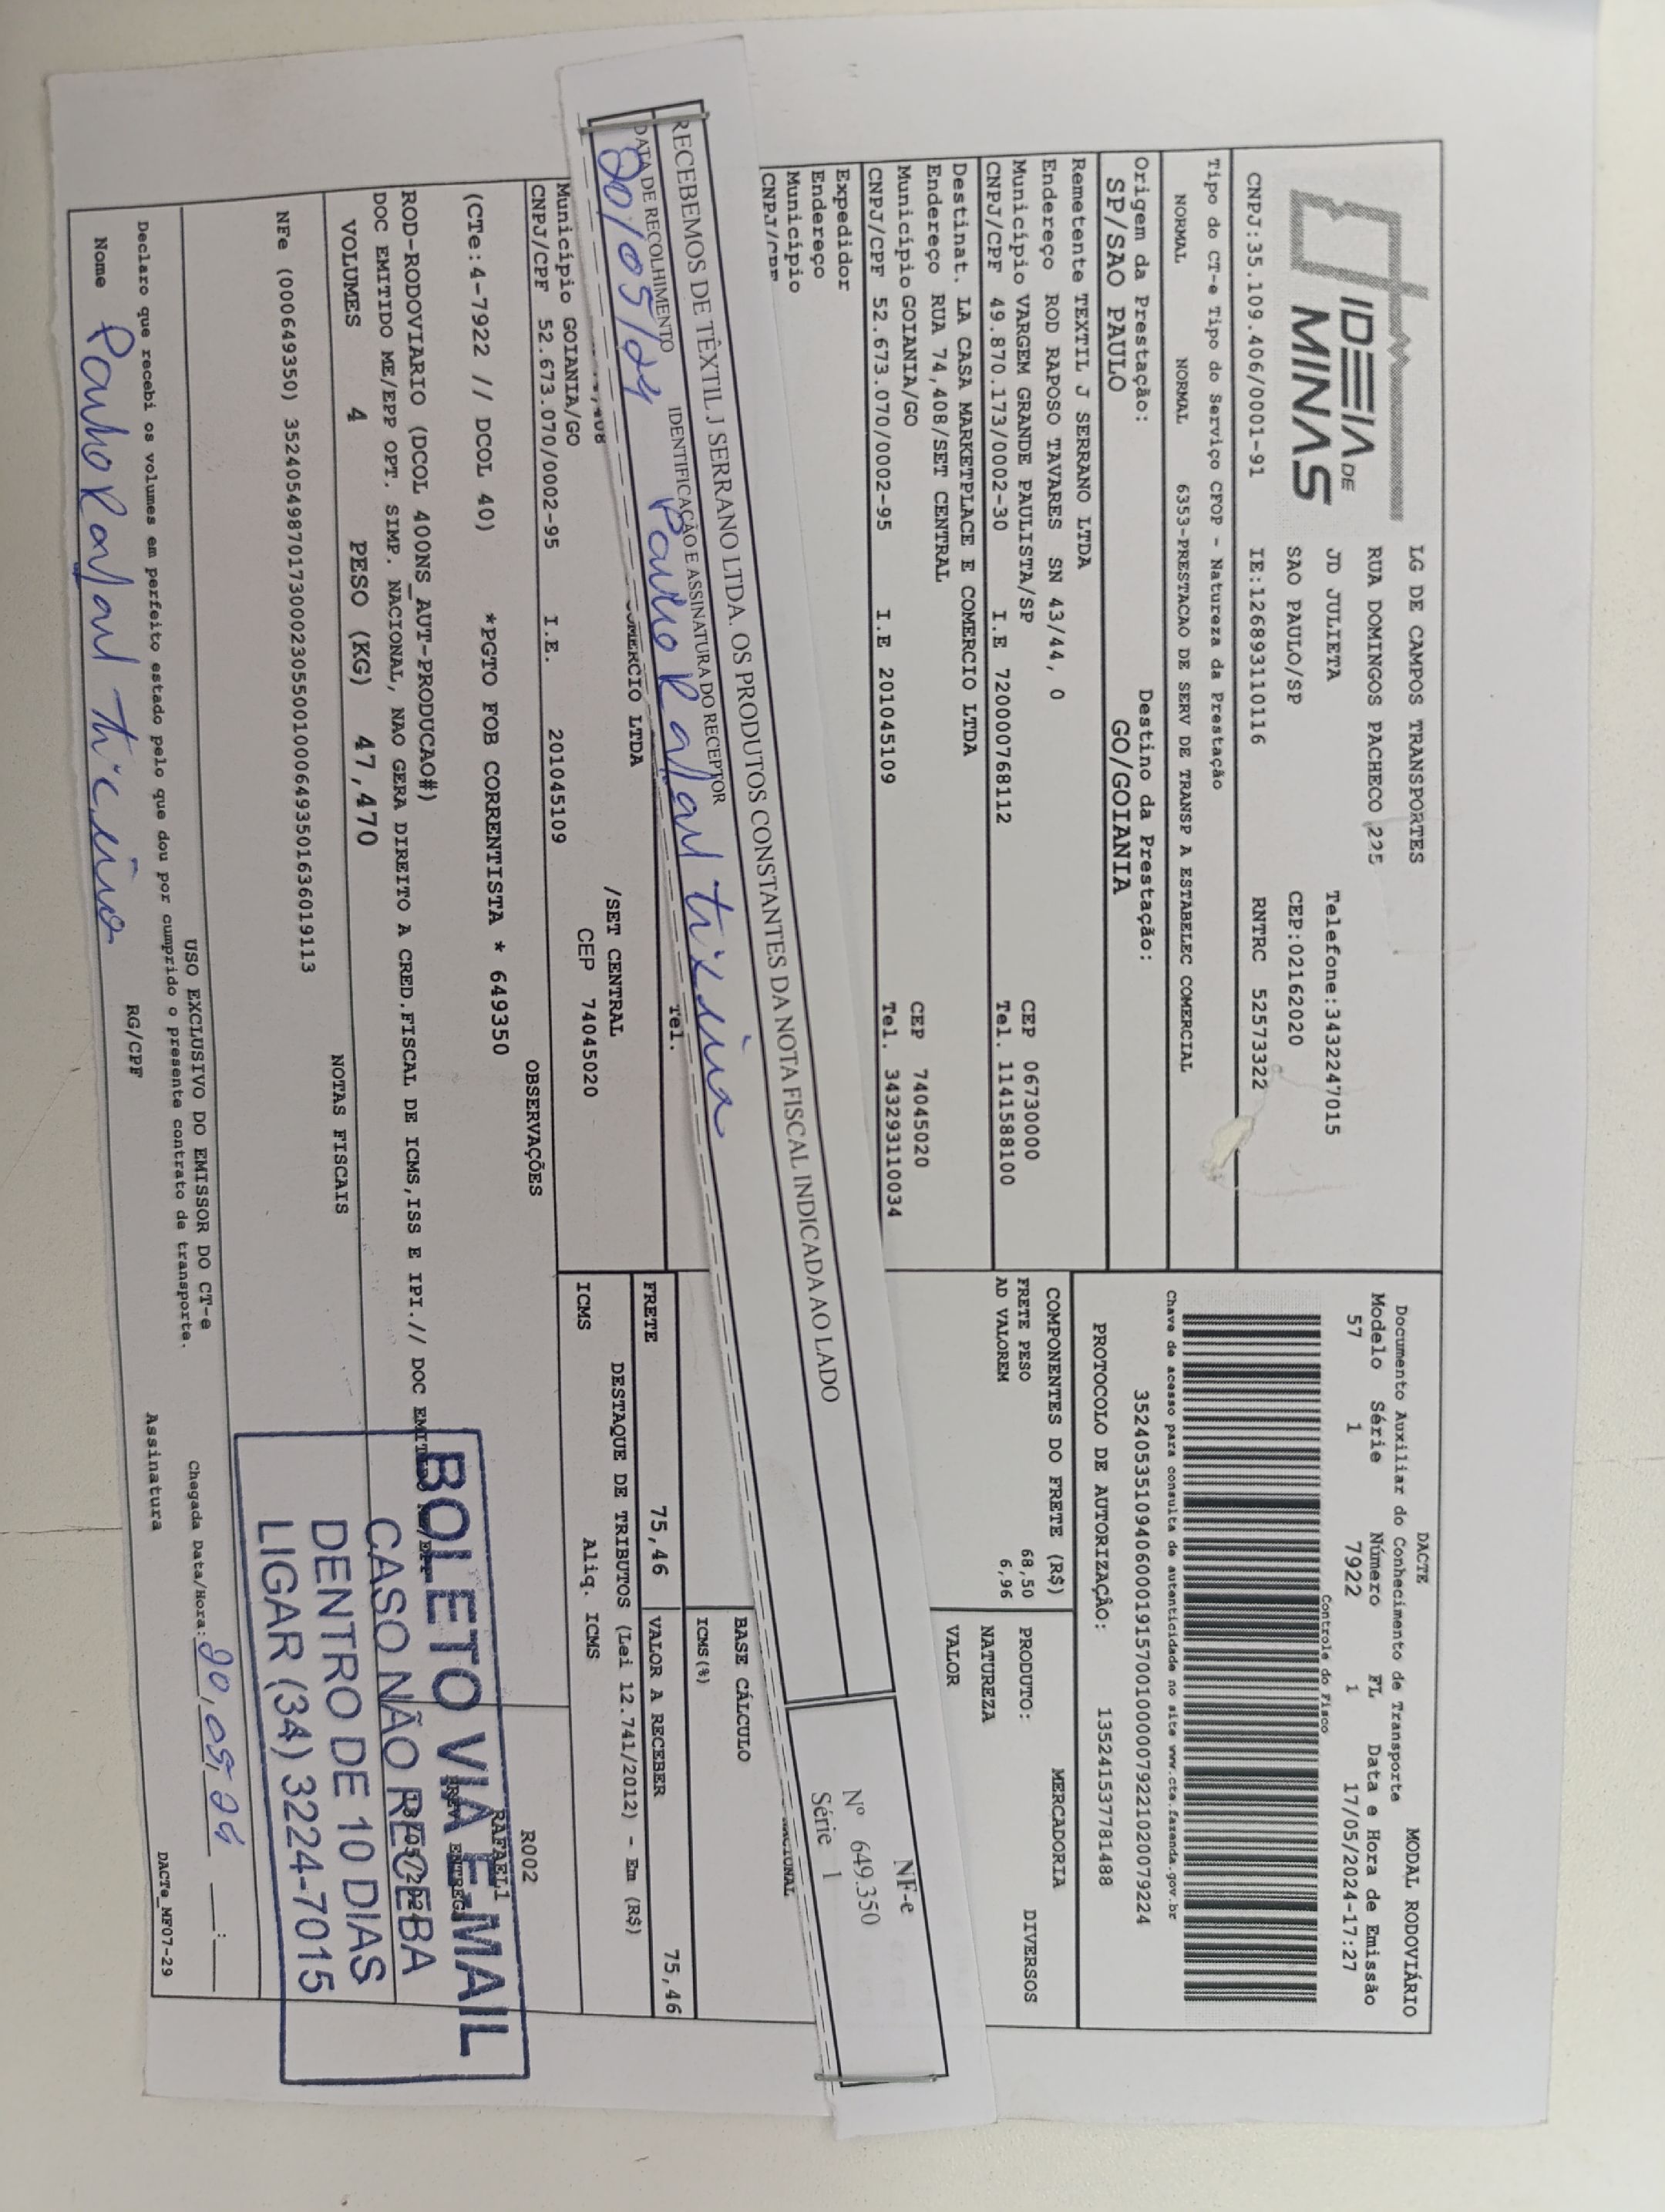 IDEIA DE
MINAS
LG DE CAMPOS TRANSPORTES
RUA DOMINGOS PACHECO 225
JD JULIETA Telefone:3432247015
SAO PAULO/SP CEP:02162020
CNPJ:35.109.406/0001-91 IE:126893110116 RNTRC 52573322
Tipo do CT-e Tipo do Serviço CFOP - Natureza da Prestação
NORMAL NORMAL 6353-PRESTACAO DE SERV DE TRANSP A ESTABELEC COMERCIAL
Origem da Prestação: Destino da Prestação:
SP/SAO PAULO GO/GOIANIA
Remetente TEXTIL J SERRANO LTDA
Endereço ROD RAPOSO TAVARES SN 43/44, 0
Município VARGEM GRANDE PAULISTA/SP CEP 06730000
CNPJ/CPF 49.870.173/0002-30 I.E 720000768112 Tel. 1141588100
Destinat. LA CASA MARKETPLACE E COMERCIO LTDA
Endereço RUA 74,408/SET CENTRAL
Município GOIANIA/GO CEP 74045020
CNPJ/CPF 52.673.070/0002-95 I.E 201045109 Tel. 343293110034
Expedidor
Endereço
Município
CNPJ/CPF
DACTE MODAL RODOVIÁRIO
Documento Auxiliar do Conhecimento de Transporte
Modelo Série Número FL Data e Hora de Emissão
57 1 7922 1 17/05/2024-17:27
Controle do Fisco
Chave de acesso para consulta de autenticidade no site www.cte.fazenda.gov.br
35240535109406000191570010000079221020079224
PROTOCOLO DE AUTORIZAÇÃO: 135241537781488
COMPONENTES DO FRETE (R$) MERCADORIA
FRETE PESO 68,50 PRODUTO: DIVERSOS
AD VALOREM 6,96 NATUREZA
VALOR
RECEBEMOS DE TÊXTIL J SERRANO LTDA. OS PRODUTOS CONSTANTES DA NOTA FISCAL INDICADA AO LADO
DATA DE RECOLHIMENTO IDENTIFICAÇÃO E ASSINATURA DO RECEPTOR
20/05/24
NF-e
Nº 649.350
Série 1
BASE CÁLCULO
ICMS(%)
FRETE 75,46 VALOR A RECEBER 75,46
DESTAQUE DE TRIBUTOS (Lei 12.741/2012) - Em (R$)
ICMS Aliq. ICMS
COMERCIO LTDA Tel.
/SET CENTRAL
Município GOIANIA/GO CEP 74045020
CNPJ/CPF 52.673.070/0002-95 I.E. 201045109
OBSERVAÇÕES R002
RAFAEL1
(CTe:4-7922 // DCOL 40) *PGTO FOB CORRENTISTA * 649350
ROD-RODOVIARIO (DCOL 400NS_AUT-PRODUCAO#)
DOC EMITIDO ME/EPP OPT. SIMP. NACIONAL, NAO GERA DIREITO A CRED.FISCAL DE ICMS,ISS E IPI.// DOC EMITIDO ME/EPP
VOLUMES 4 PESO (KG) 47,470
NOTAS FISCAIS
NFe (000649350) 35240549870173000230550010006493501636019113
BOLETO VIA E-MAIL
CASO NÃO RECEBA
DENTRO DE 10 DIAS
LIGAR (34) 3224-7015
USO EXCLUSIVO DO EMISSOR DO CT-e
Declaro que recebi os volumes em perfeito estado pelo que dou por cumprido o presente contrato de transporte. Chegada Data/Hora: 20,05,24
Nome RG/CPF Assinatura
DACTe_MF07-29